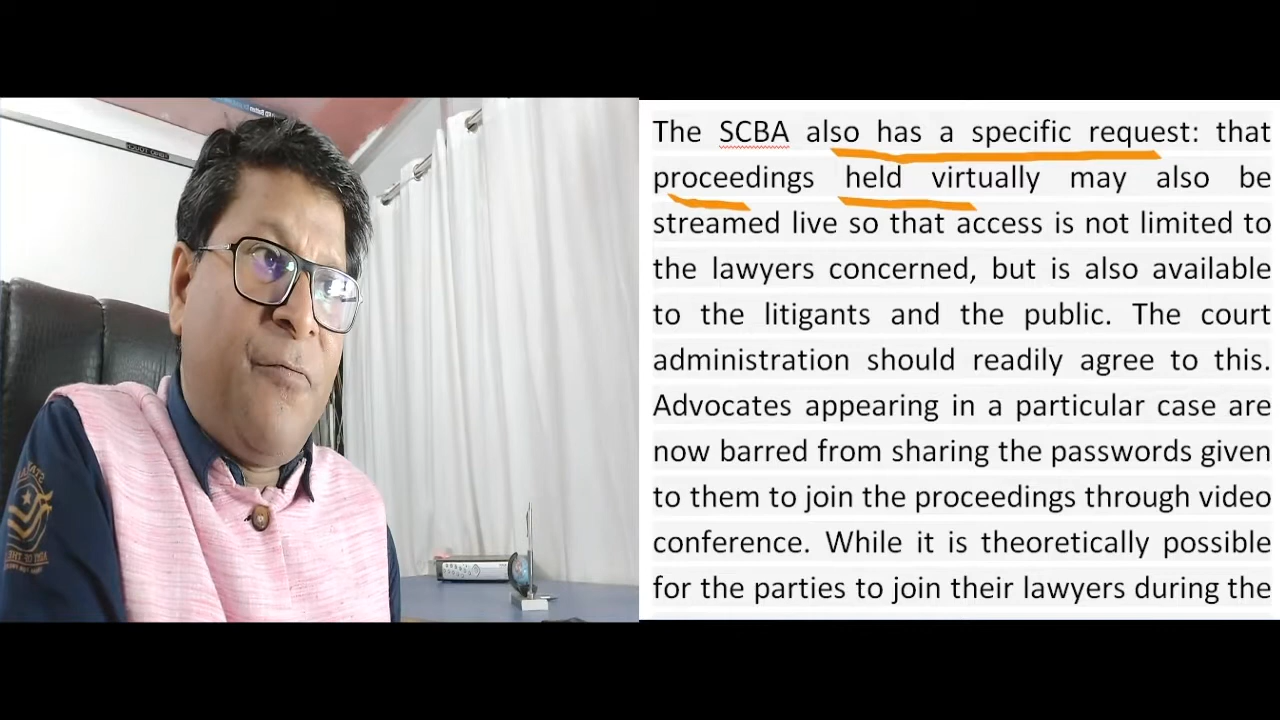 The SCBA also has a specific request: that
proceedings held virtually may also be
streamed live so that access is not limited to
the lawyers concerned, but is also available
to the litigants and the public. The court
administration should readily agree to this.
Advocates appearing in a particular case are
now barred from sharing the passwords given
to them to join the proceedings through video
conference. While it is theoretically possible
for the parties to join their lawyers during the